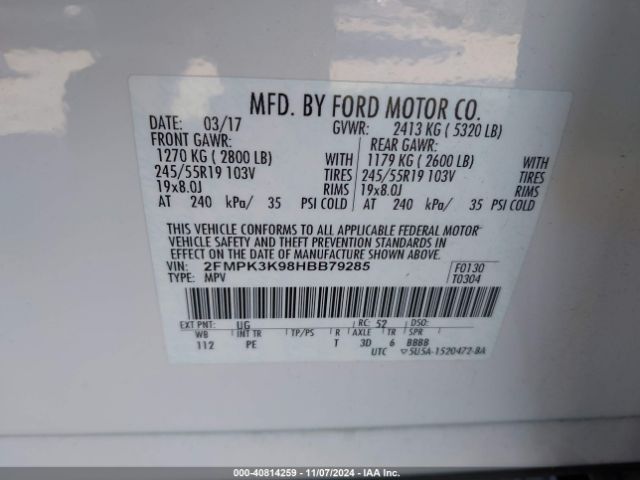 MFD. BY FORD MOTOR CO.
DATE: 03/17 GVWR: 2413 KG ( 5320 LB)
FRONT GAWR: REAR GAWR:
1270 KG ( 2800 LB) WITH 1179 KG ( 2600 LB) WITH
245/55R19 103V TIRES 245/55R19 103V TIRES
19x8.0J RIMS 19x8.0J RIMS
AT 240 kPa/ 35 PSI COLD AT 240 kPa/ 35 PSI COLD
THIS VEHICLE CONFORMS TO ALL APPLICABLE FEDERAL MOTOR
VEHICLE SAFETY AND THEFT PREVENTION STANDARDS IN
EFFECT ON THE DATE OF MANUFACTURE SHOWN ABOVE.
VIN: 2FMPK3K98HBB79285 F0130
TYPE: MPV T0304
EXT PNT: UG RC: 52 DSO:
WB INT TR TP/PS R AXLE TR SPR
112 PE T 3D 6 BBBB
UTC ▽5U5A-1520472-BA
000-40814259 - 11/07/2024 - IAA Inc.